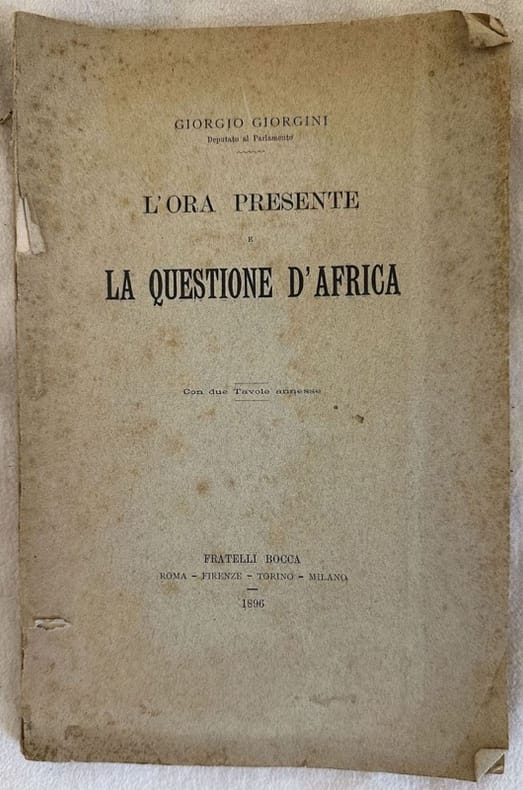 GIORGIO GIORGINI
Deputato al Parlamento
L'ORA PRESENTE
E
LA QUESTIONE D'AFRICA
Con due Tavole annesse
FRATELLI BOCCA
ROMA – FIRENZE – TORINO – MILANO
1896